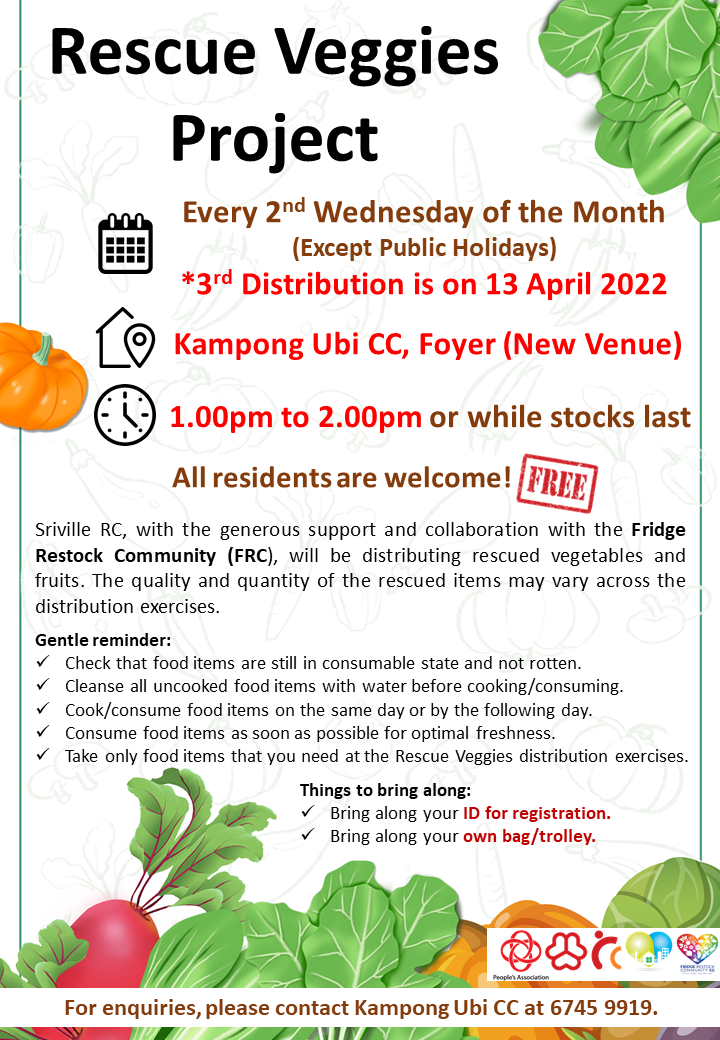 Rescue Veggies
Project
Every 2nd Wednesday of the Month
(Except Public Holidays)
*3rd Distribution is on 13 April 2022
Kampong Ubi CC, Foyer (New Venue)
1.00pm to 2.00pm or while stocks last
All residents are welcome! FREE
Sriville RC, with the generous support and collaboration with the Fridge
Restock Community (FRC), will be distributing rescued vegetables and
fruits. The quality and quantity of the rescued items may vary across the
distribution exercises.
Gentle reminder:
✓ Check that food items are still in consumable state and not rotten.
✓ Cleanse all uncooked food items with water before cooking/consuming.
✓ Cook/consume food items on the same day or by the following day.
✓ Consume food items as soon as possible for optimal freshness.
✓ Take only food items that you need at the Rescue Veggies distribution exercises.
Things to bring along:
✓ Bring along your ID for registration.
✓ Bring along your own bag/trolley.
People's Association
FRIDGE RESTOCK
COMMUNITY SG
For enquiries, please contact Kampong Ubi CC at 6745 9919.